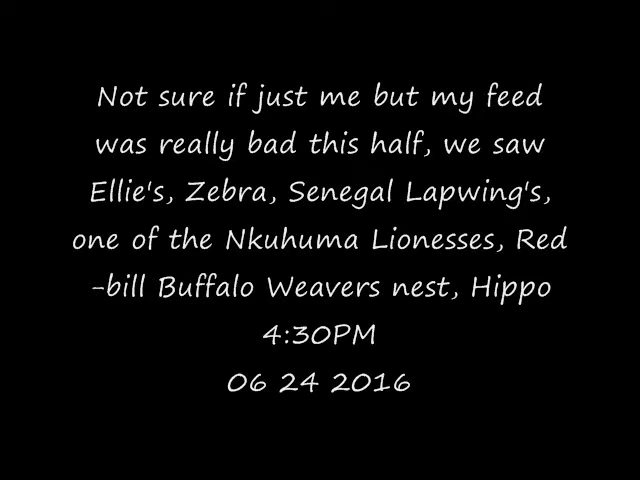 Not sure if just me but my feed
was really bad this half, we saw
Ellie's, Zebra, Senegal Lapwing's,
one of the Nkuhuma Lionesses, Red
-bill Buffalo Weavers nest, Hippo
4:30PM
06 24 2016